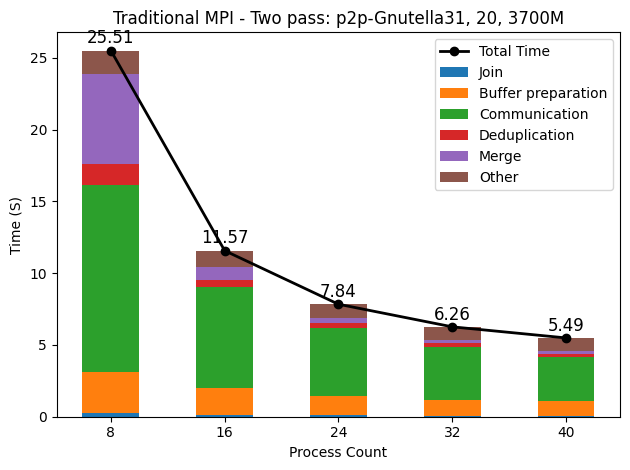 Traditional MPI - Two pass: p2p-Gnutella31, 20, 3700M
25.51
11.57
7.84
6.26
5.49
Total Time
Join
Buffer preparation
Communication
Deduplication
Merge
Other
Time (S)
25
20
15
10
5
0
8 16 24 32 40
Process Count